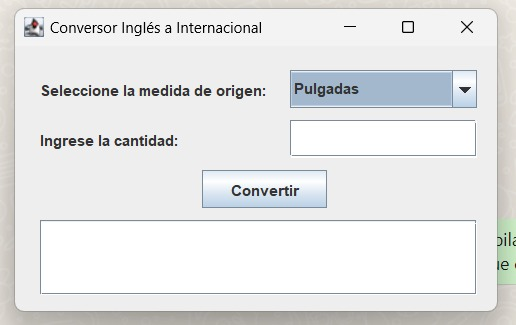 Conversor Inglés a Internacional
Seleccione la medida de origen:
Pulgadas
Ingrese la cantidad:
Convertir